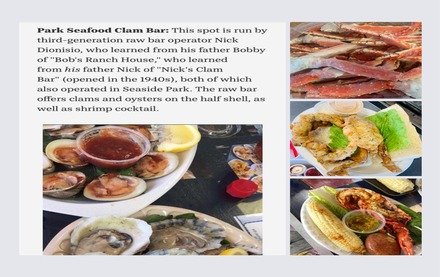 Park Seafood Clam Bar: This spot is run by
third-generation raw bar operator Nick
Dionisio, who learned from his father Bobby
of "Bob's Ranch House," who learned
from his father Nick of "Nick's Clam
Bar" (opened in the 1940s), both of which
also operated in Seaside Park. The raw bar
offers clams and oysters on the half shell, as
well as shrimp cocktail.